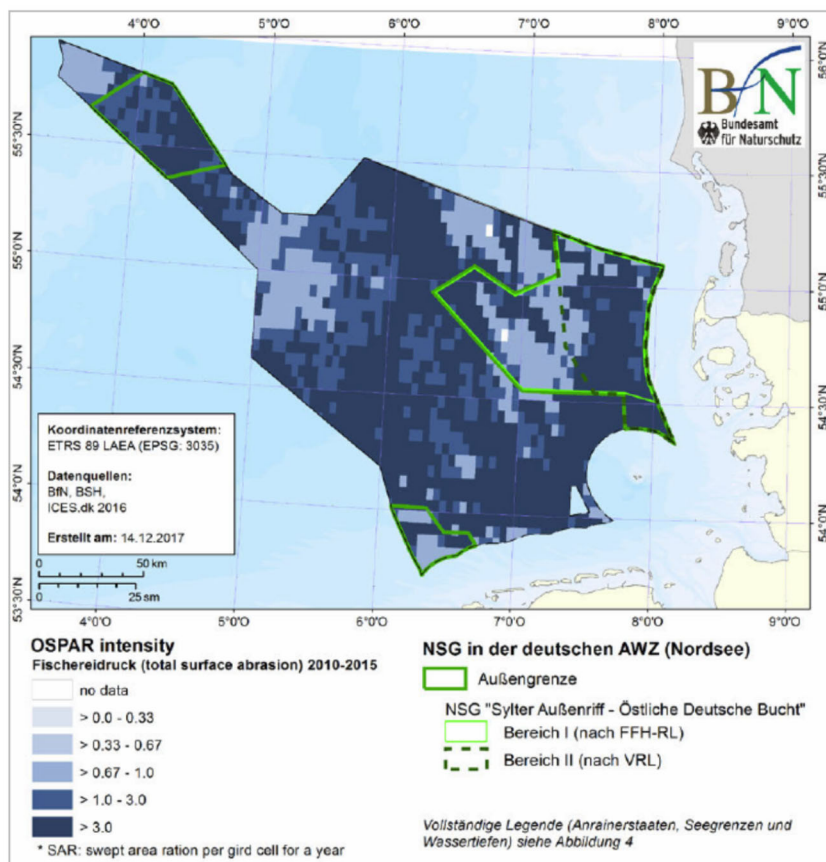 4°0'O 5°0'O 6°0'O 7°0'O 8°0'O 9°0'O
BfN
Bundesamt
für Naturschutz
56°0'N
55°30'N
55°30'N
55°0'N
55°0'N
54°30'N
54°30'N
54°0'N
54°0'N
53°30'N
Koordinatenreferenzsystem:
ETRS 89 LAEA (EPSG: 3035)
Datenquellen:
BfN, BSH,
ICES.dk 2016
Erstellt am: 14.12.2017
0 50 km
0 25 sm
4°0'O 5°0'O 6°0'O 7°0'O 8°0'O 9°0'O
OSPAR intensity
Fischereidruck (total surface abrasion) 2010-2015
no data
> 0.0 - 0.33
> 0.33 - 0.67
> 0.67 - 1.0
> 1.0 - 3.0
> 3.0
* SAR: swept area ration per gird cell for a year
NSG in der deutschen AWZ (Nordsee)
Außengrenze
NSG "Sylter Außenriff - Östliche Deutsche Bucht"
Bereich I (nach FFH-RL)
Bereich II (nach VRL)
Vollständige Legende (Anrainerstaaten, Seegrenzen und
Wassertiefen) siehe Abbildung 4